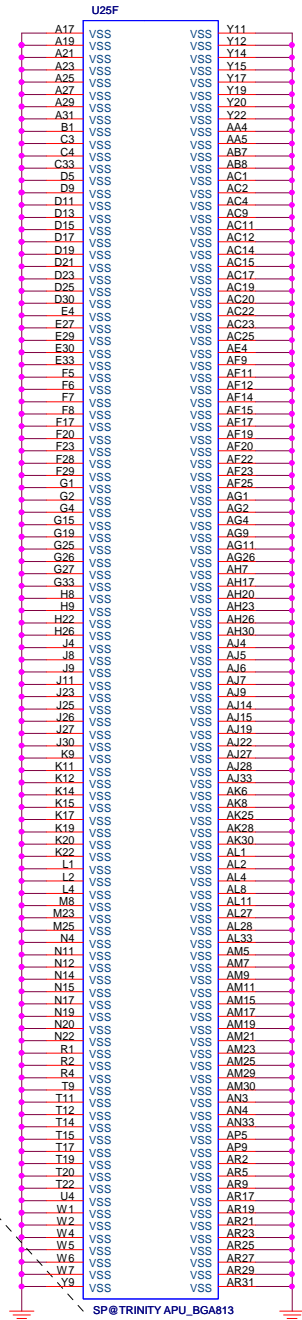 U25F
A17 VSS VSS Y11
A19 VSS VSS Y12
A21 VSS VSS Y14
A23 VSS VSS Y15
A25 VSS VSS Y17
A27 VSS VSS Y19
A29 VSS VSS Y20
A31 VSS VSS Y22
B1 VSS VSS AA4
C3 VSS VSS AA5
C4 VSS VSS AB7
C33 VSS VSS AB8
D5 VSS VSS AC1
D9 VSS VSS AC2
D11 VSS VSS AC4
D13 VSS VSS AC9
D15 VSS VSS AC11
D17 VSS VSS AC12
D19 VSS VSS AC14
D21 VSS VSS AC15
D23 VSS VSS AC17
D25 VSS VSS AC19
D30 VSS VSS AC20
E4 VSS VSS AC22
E27 VSS VSS AC23
E29 VSS VSS AC25
E30 VSS VSS AE4
E33 VSS VSS AF9
F5 VSS VSS AF11
F6 VSS VSS AF12
F7 VSS VSS AF14
F8 VSS VSS AF15
F17 VSS VSS AF17
F20 VSS VSS AF19
F23 VSS VSS AF20
F28 VSS VSS AF22
F29 VSS VSS AF23
G1 VSS VSS AF25
G2 VSS VSS AG1
G4 VSS VSS AG2
G15 VSS VSS AG4
G19 VSS VSS AG9
G25 VSS VSS AG11
G26 VSS VSS AG26
G27 VSS VSS AH7
G33 VSS VSS AH17
H8 VSS VSS AH20
H9 VSS VSS AH23
H22 VSS VSS AH26
H26 VSS VSS AH30
J4 VSS VSS AJ4
J8 VSS VSS AJ5
J9 VSS VSS AJ6
J11 VSS VSS AJ7
J23 VSS VSS AJ9
J25 VSS VSS AJ14
J26 VSS VSS AJ15
J27 VSS VSS AJ19
J30 VSS VSS AJ22
K9 VSS VSS AJ27
K11 VSS VSS AJ28
K12 VSS VSS AJ33
K14 VSS VSS AK6
K15 VSS VSS AK8
K17 VSS VSS AK25
K19 VSS VSS AK28
K20 VSS VSS AK30
K22 VSS VSS AL1
L1 VSS VSS AL2
L2 VSS VSS AL4
L4 VSS VSS AL8
M8 VSS VSS AL11
M23 VSS VSS AL27
M25 VSS VSS AL28
N4 VSS VSS AL33
N11 VSS VSS AM5
N12 VSS VSS AM7
N14 VSS VSS AM9
N15 VSS VSS AM11
N17 VSS VSS AM15
N19 VSS VSS AM17
N20 VSS VSS AM19
N22 VSS VSS AM21
R1 VSS VSS AM23
R2 VSS VSS AM25
R4 VSS VSS AM29
T9 VSS VSS AM30
T11 VSS VSS AN3
T12 VSS VSS AN4
T14 VSS VSS AN33
T15 VSS VSS AP5
T17 VSS VSS AP9
T19 VSS VSS AR2
T20 VSS VSS AR5
T22 VSS VSS AR9
U4 VSS VSS AR17
W1 VSS VSS AR19
W2 VSS VSS AR21
W4 VSS VSS AR23
W5 VSS VSS AR25
W6 VSS VSS AR27
W7 VSS VSS AR29
Y9 VSS VSS AR31
SP@TRINITY APU_BGA813